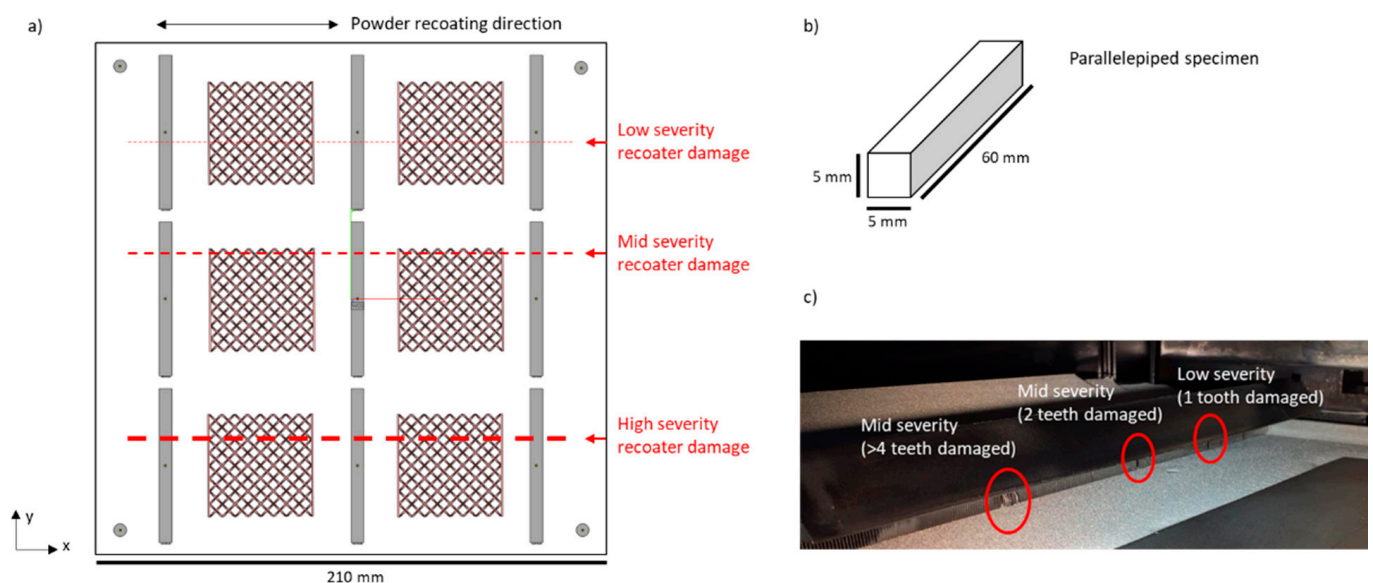 a)
Powder recoating direction
Low severity
recoater damage
Mid severity
recoater damage
High severity
recoater damage
y
x
210 mm
b)
Parallelepiped specimen
5 mm
5 mm
60 mm
c)
Mid severity
(>4 teeth damaged)
Mid severity
(2 teeth damaged)
Low severity
(1 tooth damaged)